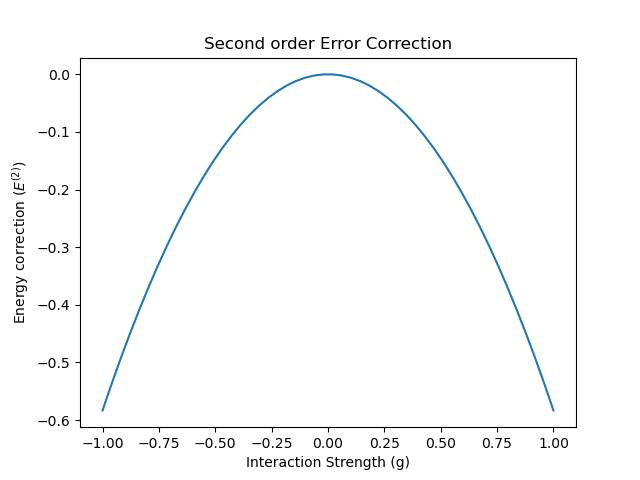 Second order Error Correction
Energy correction (E^(2))
0.0
−0.1
−0.2
−0.3
−0.4
−0.5
−0.6
−1.00 −0.75 −0.50 −0.25 0.00 0.25 0.50 0.75 1.00
Interaction Strength (g)